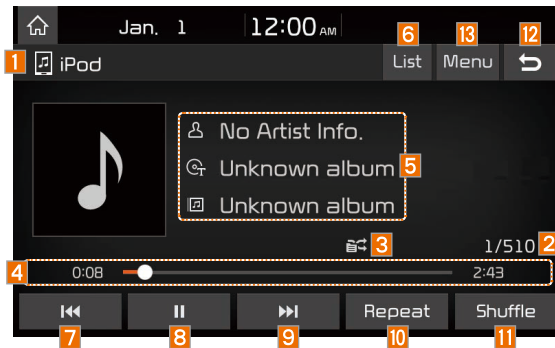 Jan. 1 12:00 AM
6 13 12
1 iPod List Menu
No Artist Info.
Unknown album 5
Unknown album
3 1/510 2
4 0:08 2:43
Repeat Shuffle
7 8 9 10 11